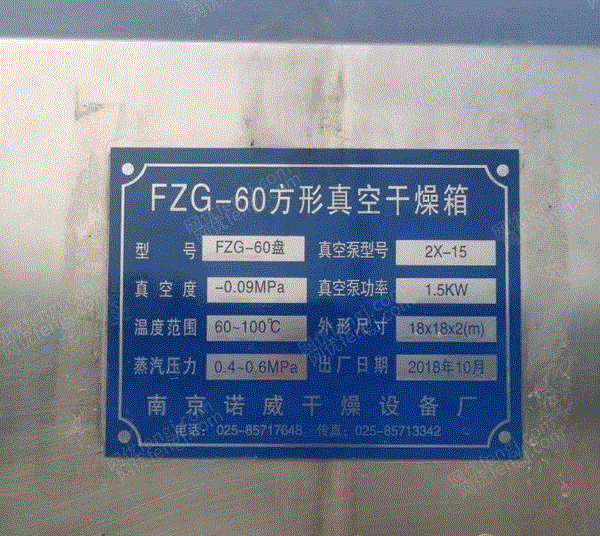 FZG-60方形真空干燥箱
型 号 FZG-60盘 真空泵型号 2X-15
真空度 -0.09MPa 真空泵功率 1.5KW
温度范围 60~100℃ 外形尺寸 18x18x2(m)
蒸汽压力 0.4~0.6MPa 出厂日期 2018年10月
南京诺威干燥设备厂
电话：025-85717648 传真：025-85713342